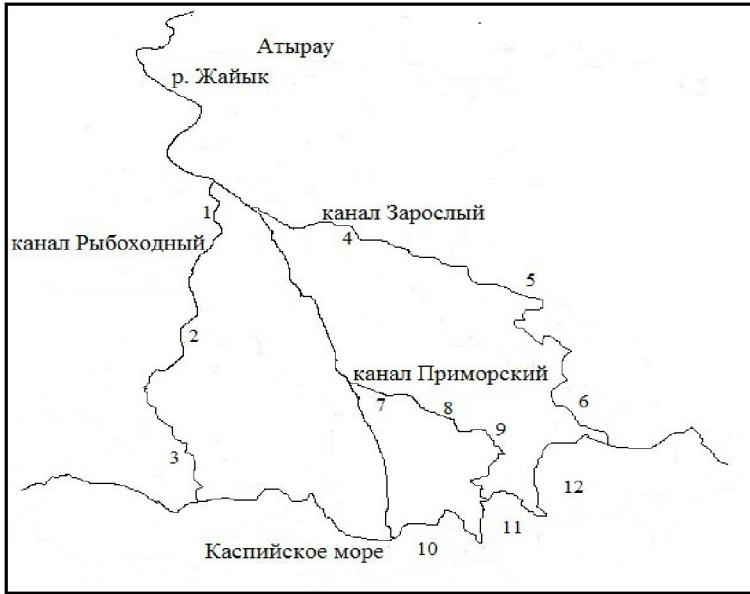 Атырау
р. Жайык
1
канал Зарослый
канал Рыбоходный
4
5
2
канал Приморский
7
8
6
9
3
12
11
Каспийское море
10